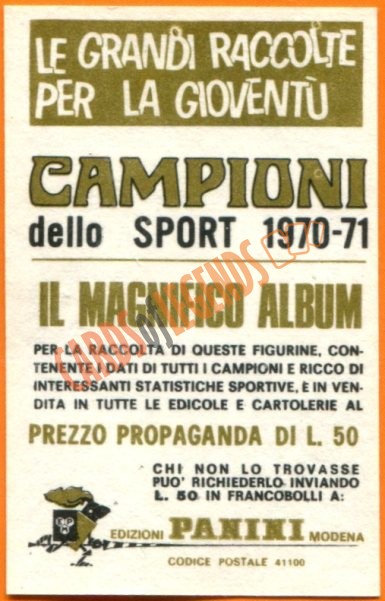 LE GRANDI RACCOLTE
PER LA GIOVENTÙ
CAMPIONI
dello SPORT 1970-71
IL MAGNIFICO ALBUM
PER LA RACCOLTA DI QUESTE FIGURINE, CON-
TENENTE I DATI DI TUTTI I CAMPIONI E RICCO DI
INTERESSANTI STATISTICHE SPORTIVE, È IN VEN-
DITA IN TUTTE LE EDICOLE E CARTOLERIE AL
PREZZO PROPAGANDA DI L. 50
CHI NON LO TROVASSE
PUO' RICHIEDERLO INVIANDO
L. 50 IN FRANCOBOLLI A:
EDIZIONI PANINI MODENA
CODICE POSTALE 41100
CARDS OF LEGENDS